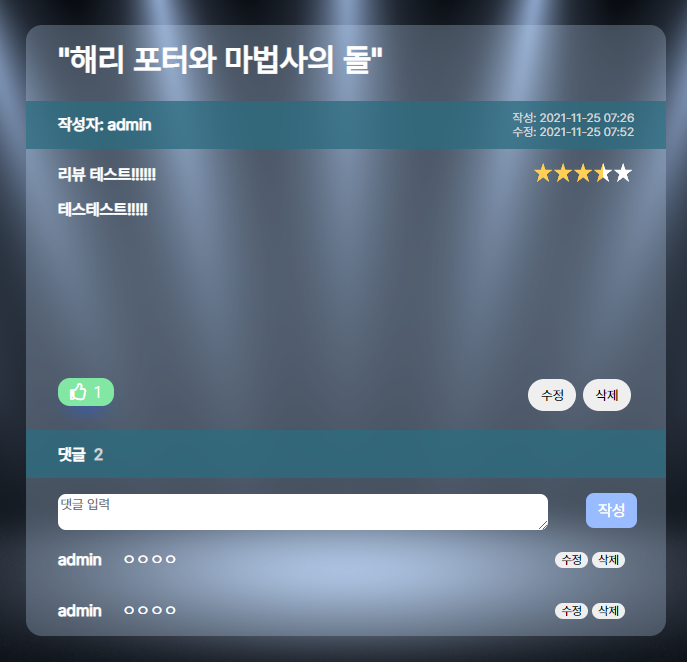 "해리 포터와 마법사의 돌"
작성자: admin
작성: 2021-11-25 07:26
수정: 2021-11-25 07:52
리뷰 테스트!!!!!!
테스테스트!!!!!
1
수정 삭제
댓글 2
댓글 입력
작성
admin ㅇㅇㅇㅇ 수정 삭제
admin ㅇㅇㅇㅇ 수정 삭제